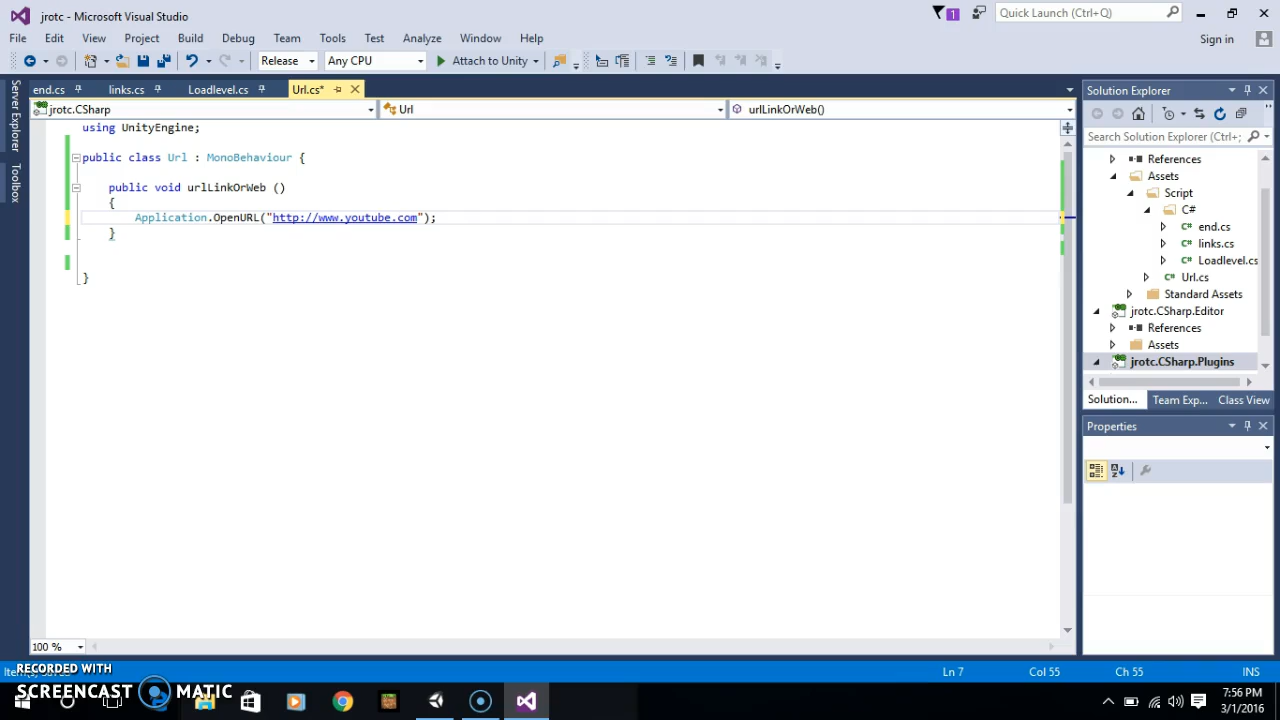 jrotc - Microsoft Visual Studio
1
Quick Launch (Ctrl+Q)
File Edit View Project Build Debug Team Tools Test Analyze Window Help
Sign in
Release Any CPU Attach to Unity
end.cs links.cs Loadlevel.cs Url.cs*
jrotc.CSharp Url urlLinkOrWeb()
using UnityEngine;
public class Url : MonoBehaviour {
public void urlLinkOrWeb ()
{
Application.OpenURL("http://www.youtube.com");
}
}
Server Explorer
Toolbox
Solution Explorer
Search Solution Explorer (Ctrl+;
References
Assets
Script
C#
end.cs
links.cs
Loadlevel.cs
Url.cs
Standard Assets
jrotc.CSharp.Editor
References
Assets
jrotc.CSharp.Plugins
Solution... Team Exp... Class View
Properties
100 %
Ln 7 Col 55 Ch 55 INS
RECORDED WITH
SCREENCAST MATIC
7:56 PM
3/1/2016